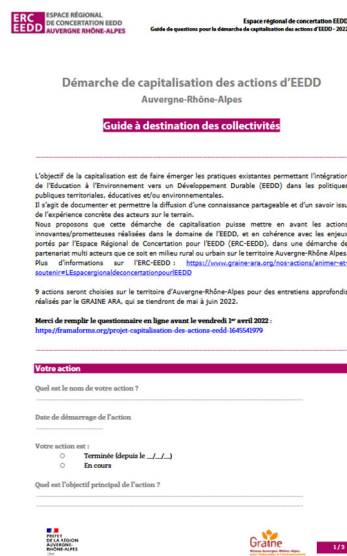 ERC EEDD
ESPACE RÉGIONAL
DE CONCERTATION EEDD
AUVERGNE RHÔNE-ALPES
Espace régional de concertation EEDD
Guide de questions pour la démarche de capitalisation des actions d'EEDD - 2022
Démarche de capitalisation des actions d'EEDD
Auvergne-Rhône-Alpes
Guide à destination des collectivités
L'objectif de la capitalisation est de faire émerger les pratiques existantes permettant l'intégration
de l'Education à l'Environnement vers un Développement Durable (EEDD) dans les politiques
publiques territoriales, éducatives et/ou environnementales.
Il s'agit de documenter et permettre la diffusion d'une connaissance partageable et d'un savoir issu
de l'expérience concrète des acteurs sur le terrain.
Nous proposons que cette démarche de capitalisation puisse mettre en avant les actions
innovantes/prometteuses réalisées dans le domaine de l'EEDD, et en cohérence avec les enjeux
portés par l'Espace Régional de Concertation pour l'EEDD (ERC-EEDD), dans une démarche de
partenariat multi acteurs que ce soit en milieu rural ou urbain sur le territoire Auvergne Rhône Alpes.
Plus d'informations sur l'ERC-EEDD : https://www.graine-ara.org/nos-actions/animer-et-
soutenir#LEspacergionaldeconcertationpourlEEDD
9 actions seront choisies sur le territoire d'Auvergne-Rhône-Alpes pour des entretiens approfondis
réalisés par le GRAINE ARA, qui se tiendront de mai à juin 2022.
Merci de remplir le questionnaire en ligne avant le vendredi 1er avril 2022 :
https://framaforms.org/projet-capitalisation-des-actions-eedd-1645541979
Votre action
Quel est le nom de votre action ?
Date de démarrage de l'action
Votre action est :
○ Terminée (depuis le __/__/__)
○ En cours
Quel est l'objectif principal de l'action ?
PRÉFET
DE LA RÉGION
AUVERGNE-
RHÔNE-ALPES
Graine
1 / 3